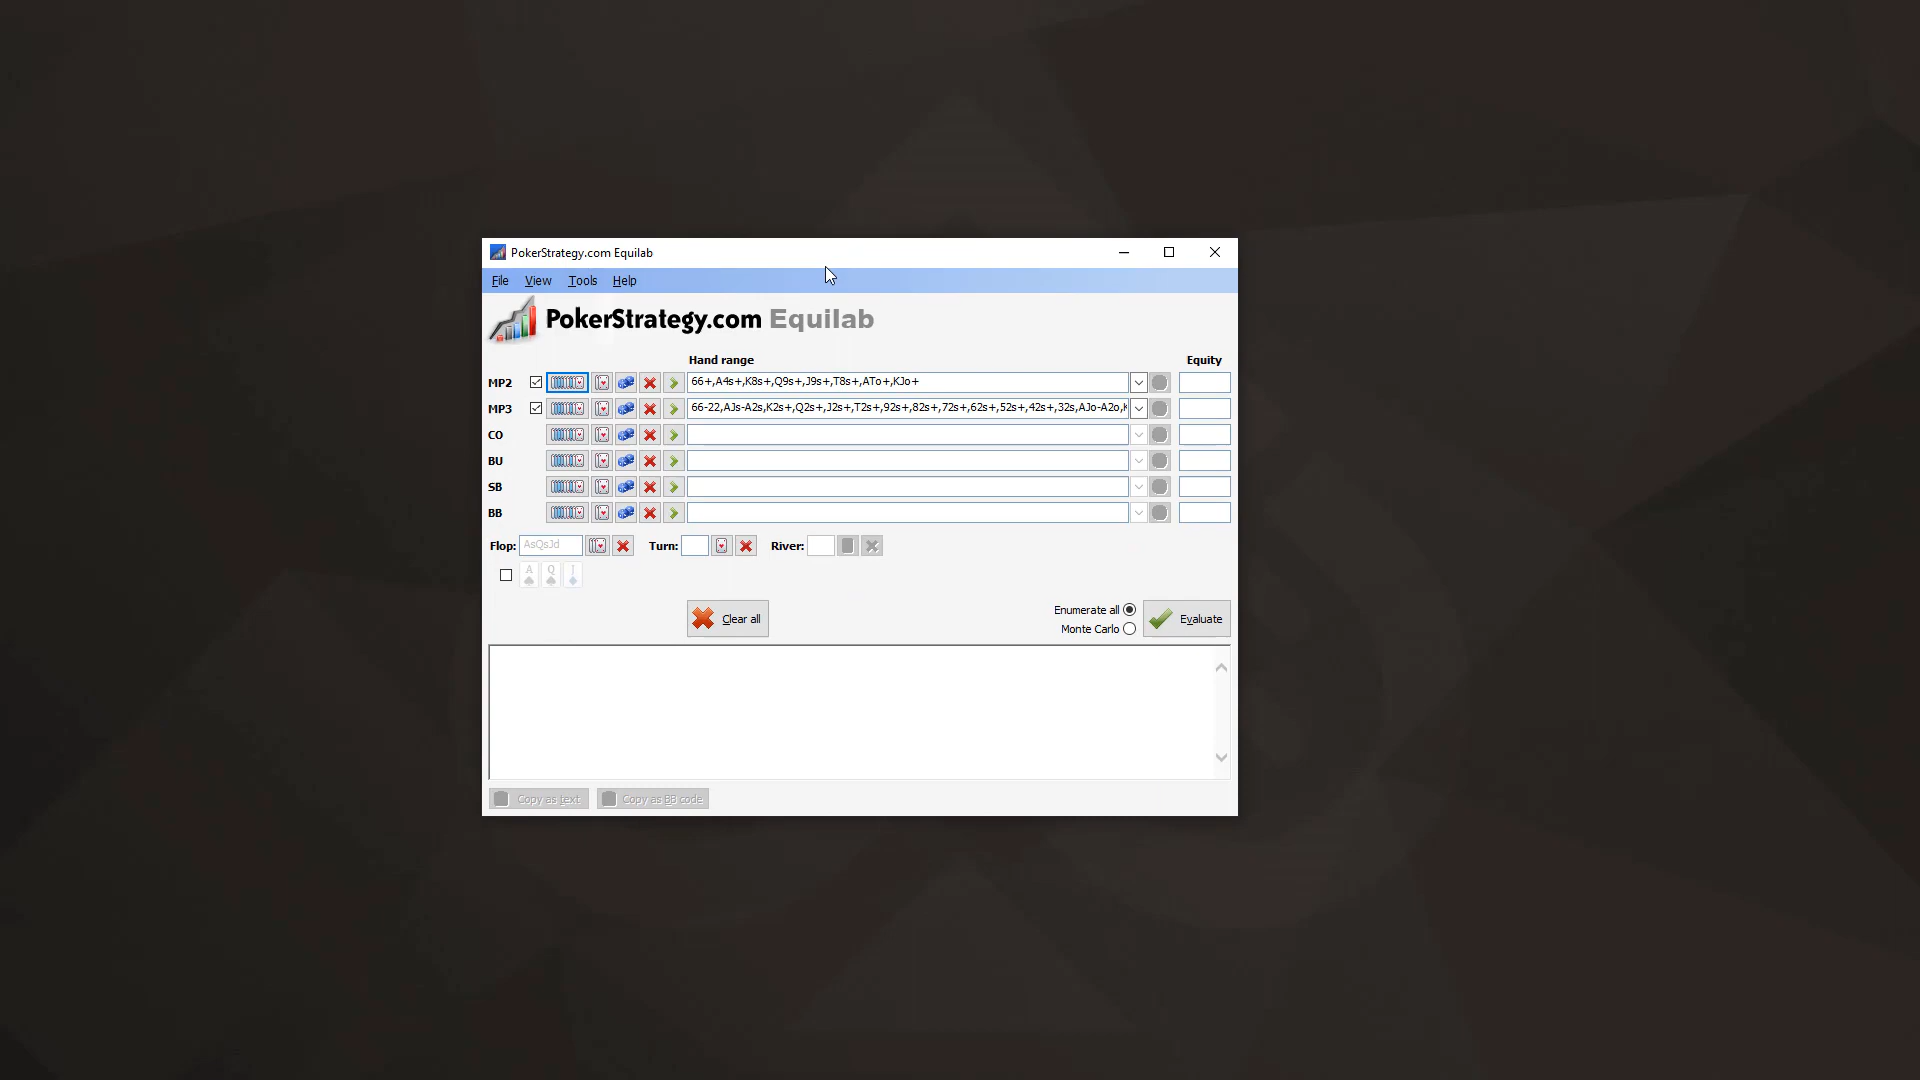 PokerStrategy.com Equilab
File View Tools Help
PokerStrategy.com Equilab
Hand range Equity
MP2 66+,A4s+,K8s+,Q9s+,J9s+,T8s+,ATo+,KJo+
MP3 66-22,AJs-A2s,K2s+,Q2s+,J2s+,T2s+,92s+,82s+,72s+,62s+,52s+,42s+,32s,AJo-A2o,K
CO
BU
SB
BB
Flop: AsQsJd Turn: River:
A Q J
Clear all
Enumerate all
Monte Carlo
Evaluate
Copy as text Copy as BB code